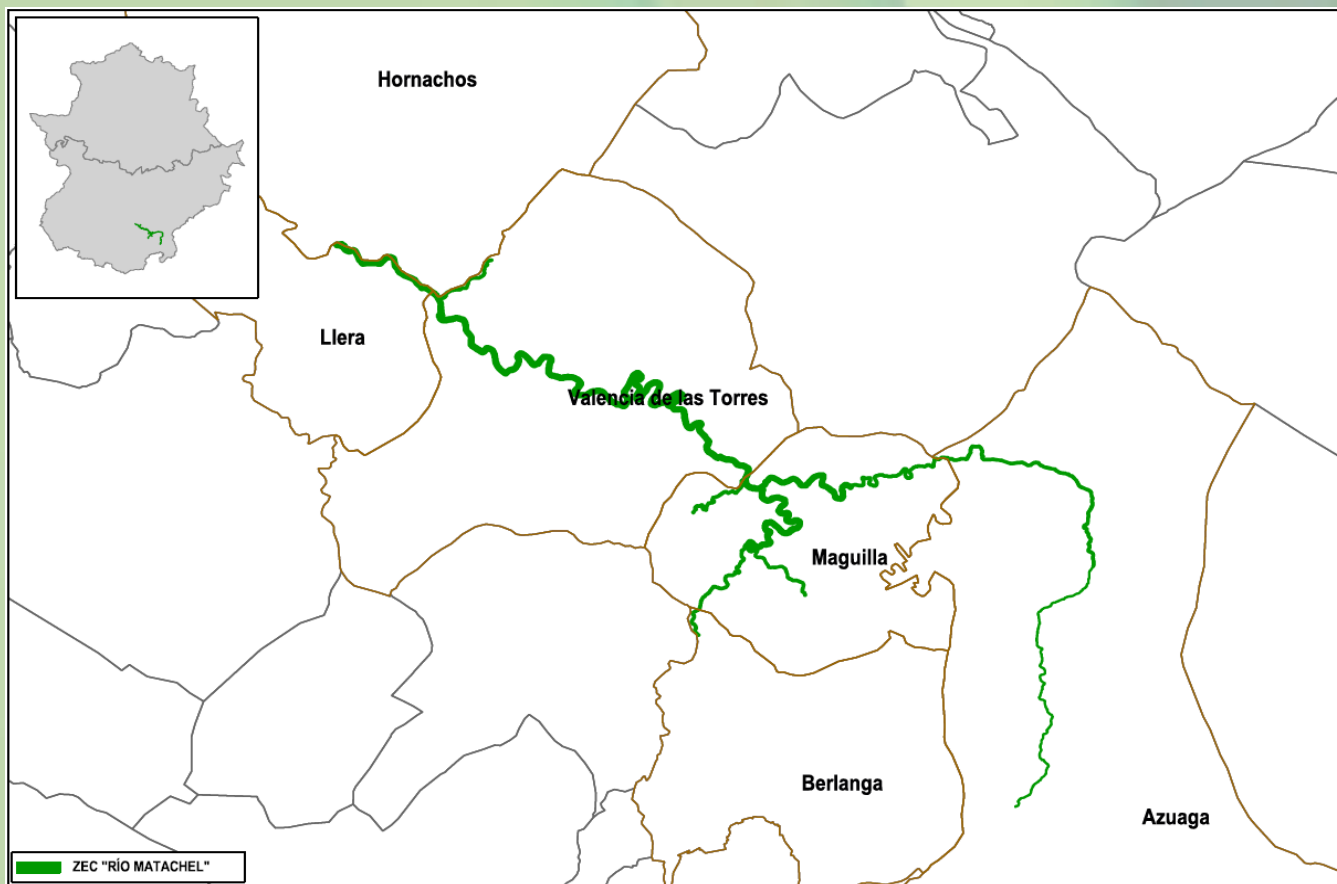 Hornachos
Llera
Valencia de las Torres
Maguilla
Berlanga
Azuaga
ZEC "RÍO MATACHEL"